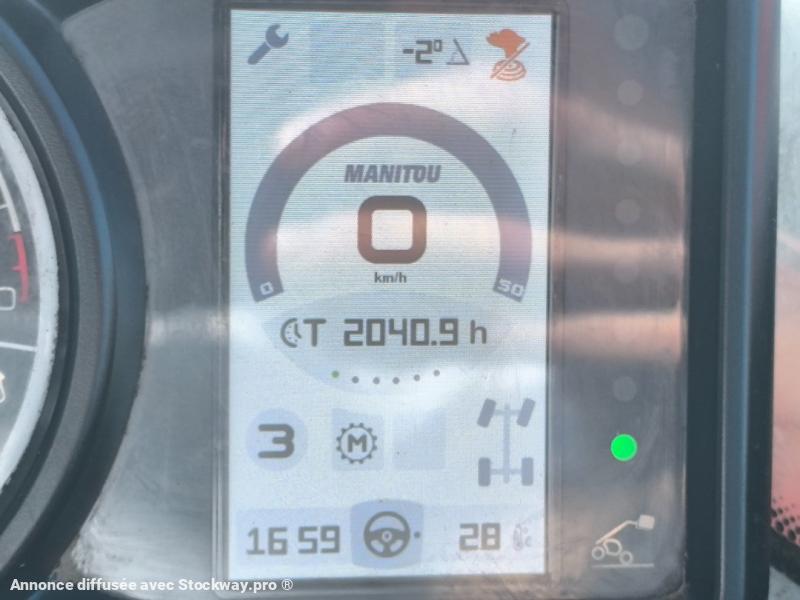 -2°
MANITOU
0
km/h
0 50
T 2040.9 h
3 M
16 59 28
Annonce diffusée avec Stockway.pro ®